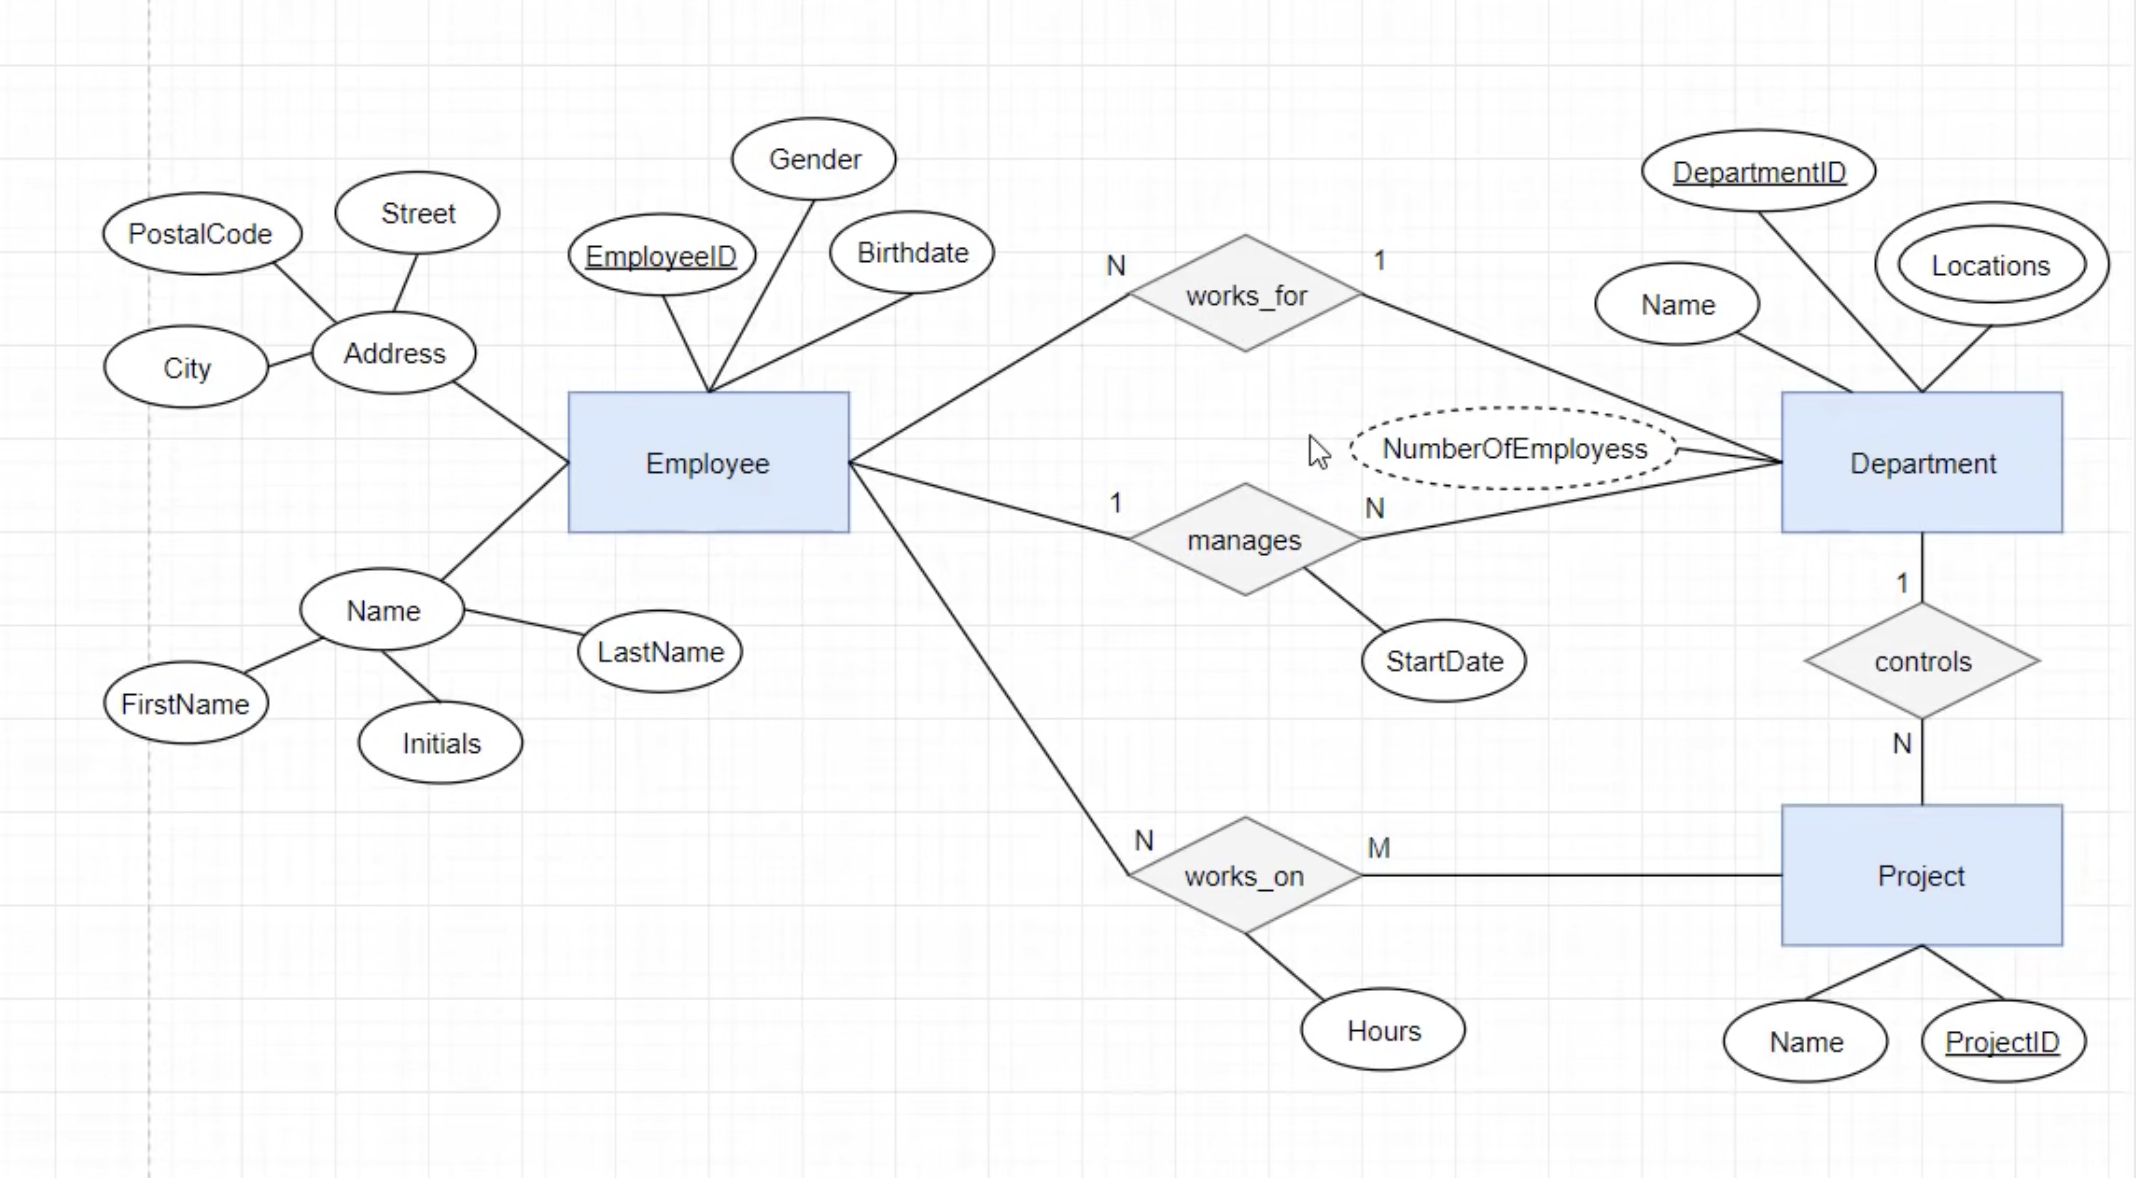 Gender
DepartmentID
PostalCode
Street
EmployeeID
Birthdate
Locations
N
works_for
1
Name
City
Address
Employee
NumberOfEmployess
Department
1
manages
N
1
Name
LastName
StartDate
controls
FirstName
Initials
N
N
works_on
M
Project
Hours
Name
ProjectID